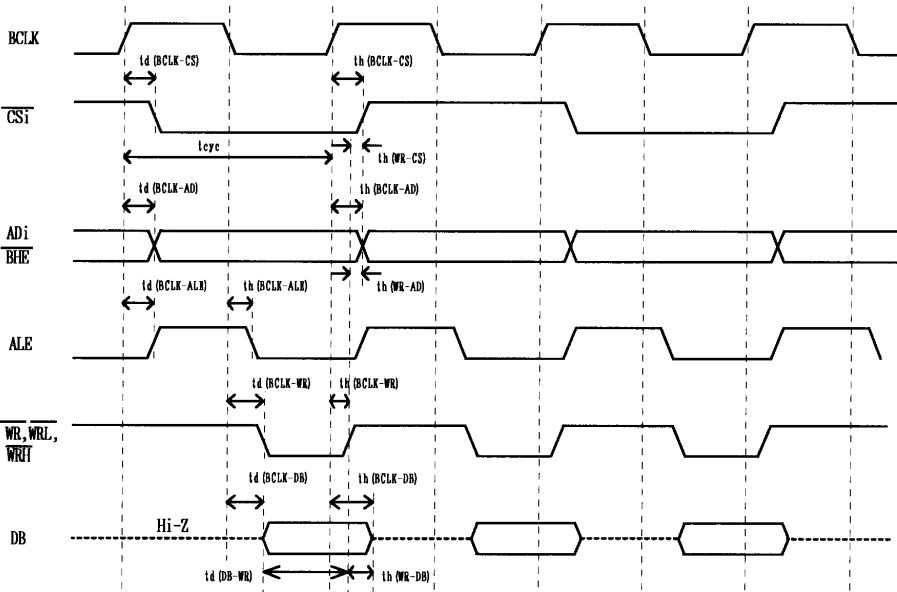 BCLK
td (BCLK-CS) th (BCLK-CS)
CSi
tcyc
th (WR-CS)
td (BCLK-AD) th (BCLK-AD)
ADi
BHE
th (WR-AD)
td (BCLK-ALE) th (BCLK-ALE)
ALE
td (BCLK-WR) th (BCLK-WR)
WR, WRL,
WRH
td (BCLK-DB) th (BCLK-DB)
Hi-Z
DB
td (DB-WR) th (WR-DB)